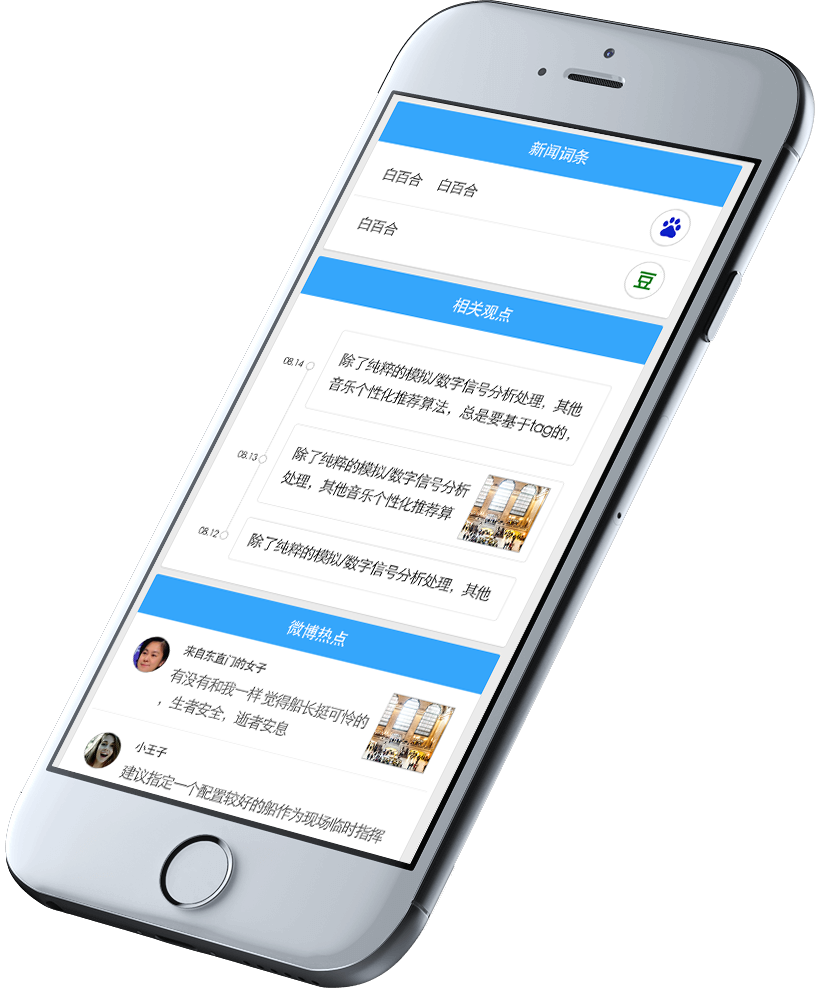 新闻词条
白百合 白百合
白百合
豆
相关观点
08.14
除了纯粹的模拟/数字信号分析处理，其他
音乐个性化推荐算法，总是要基于tag的，
08.13
除了纯粹的模拟/数字信号分析
处理，其他音乐个性化推荐算
08.12
除了纯粹的模拟/数字信号分析处理，其他
微博热点
来自东直门的女子
有没有和我一样 觉得船长挺可怜的
，生者安全，逝者安息
小王子
建议指定一个配置较好的船作为现场临时指挥